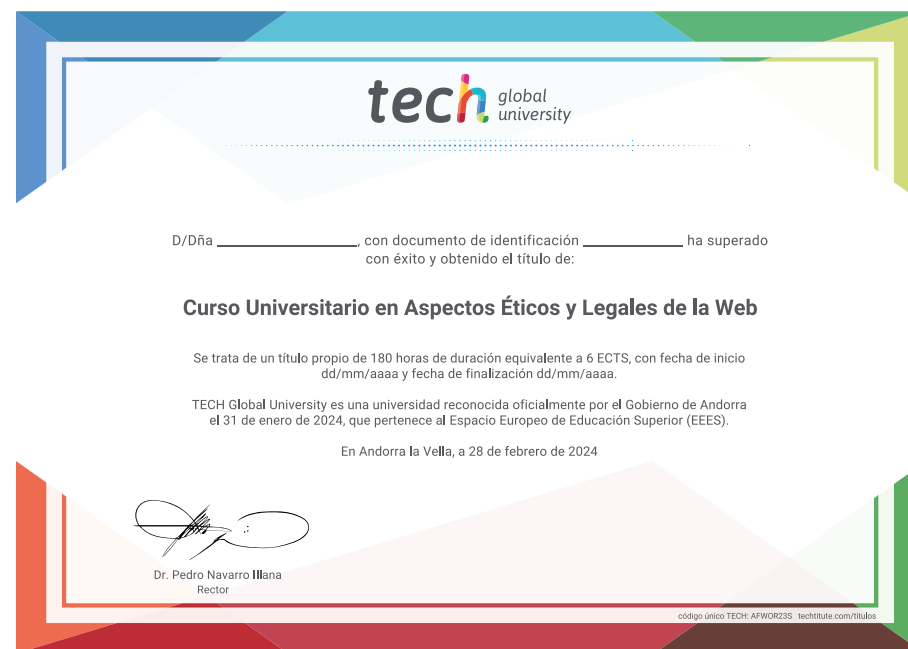 tech global university
D/Dña ____________________, con documento de identificación ______________ ha superado
con éxito y obtenido el título de:
Curso Universitario en Aspectos Éticos y Legales de la Web
Se trata de un título propio de 180 horas de duración equivalente a 6 ECTS, con fecha de inicio
dd/mm/aaaa y fecha de finalización dd/mm/aaaa.
TECH Global University es una universidad reconocida oficialmente por el Gobierno de Andorra
el 31 de enero de 2024, que pertenece al Espacio Europeo de Educación Superior (EEES).
En Andorra la Vella, a 28 de febrero de 2024
Dr. Pedro Navarro Illana
Rector
código único TECH: AFWOR23S techtitute.com/titulos